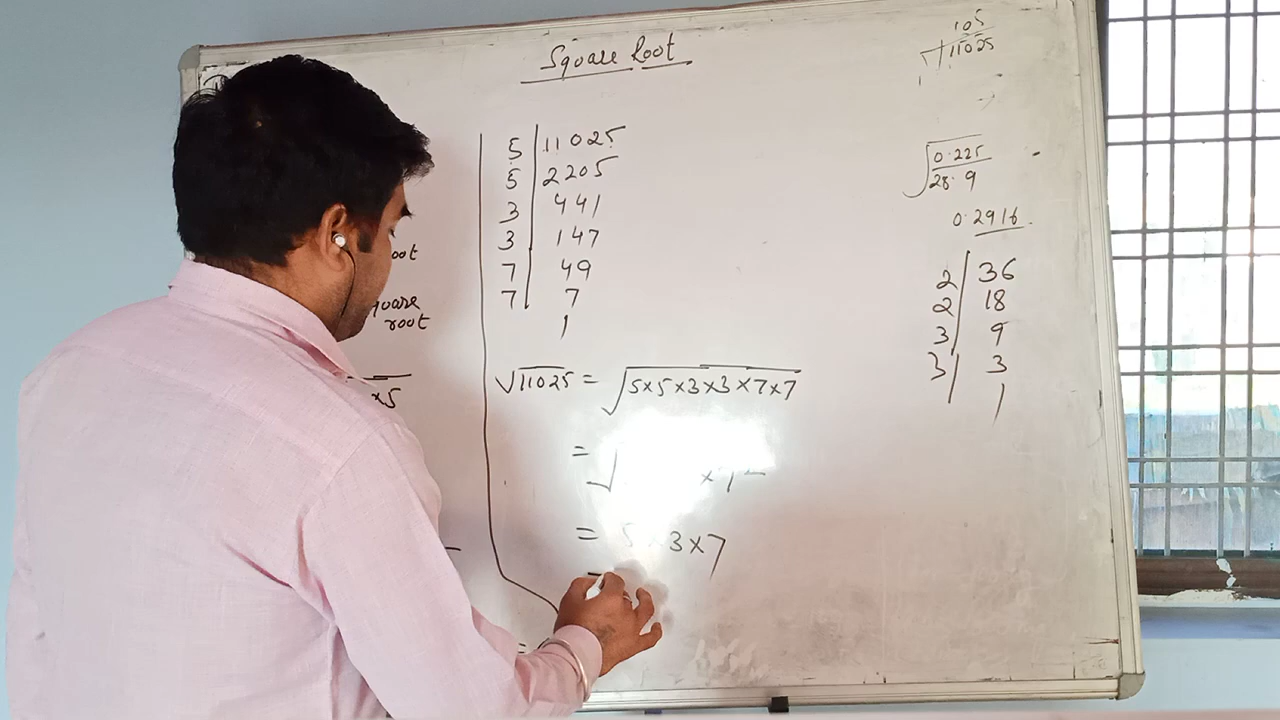 Square Root
oot
quare
root
×5
5 | 11025
5 | 2205
3 | 441
3 | 147
7 | 49
7 | 7
1
√11025 = √5×5×3×3×7×7
= √ ×
= 5 × 3×7
=
105
√11025
√0.225
28.9
0.2916.
2 | 36
2 | 18
3 | 9
3 | 3
1